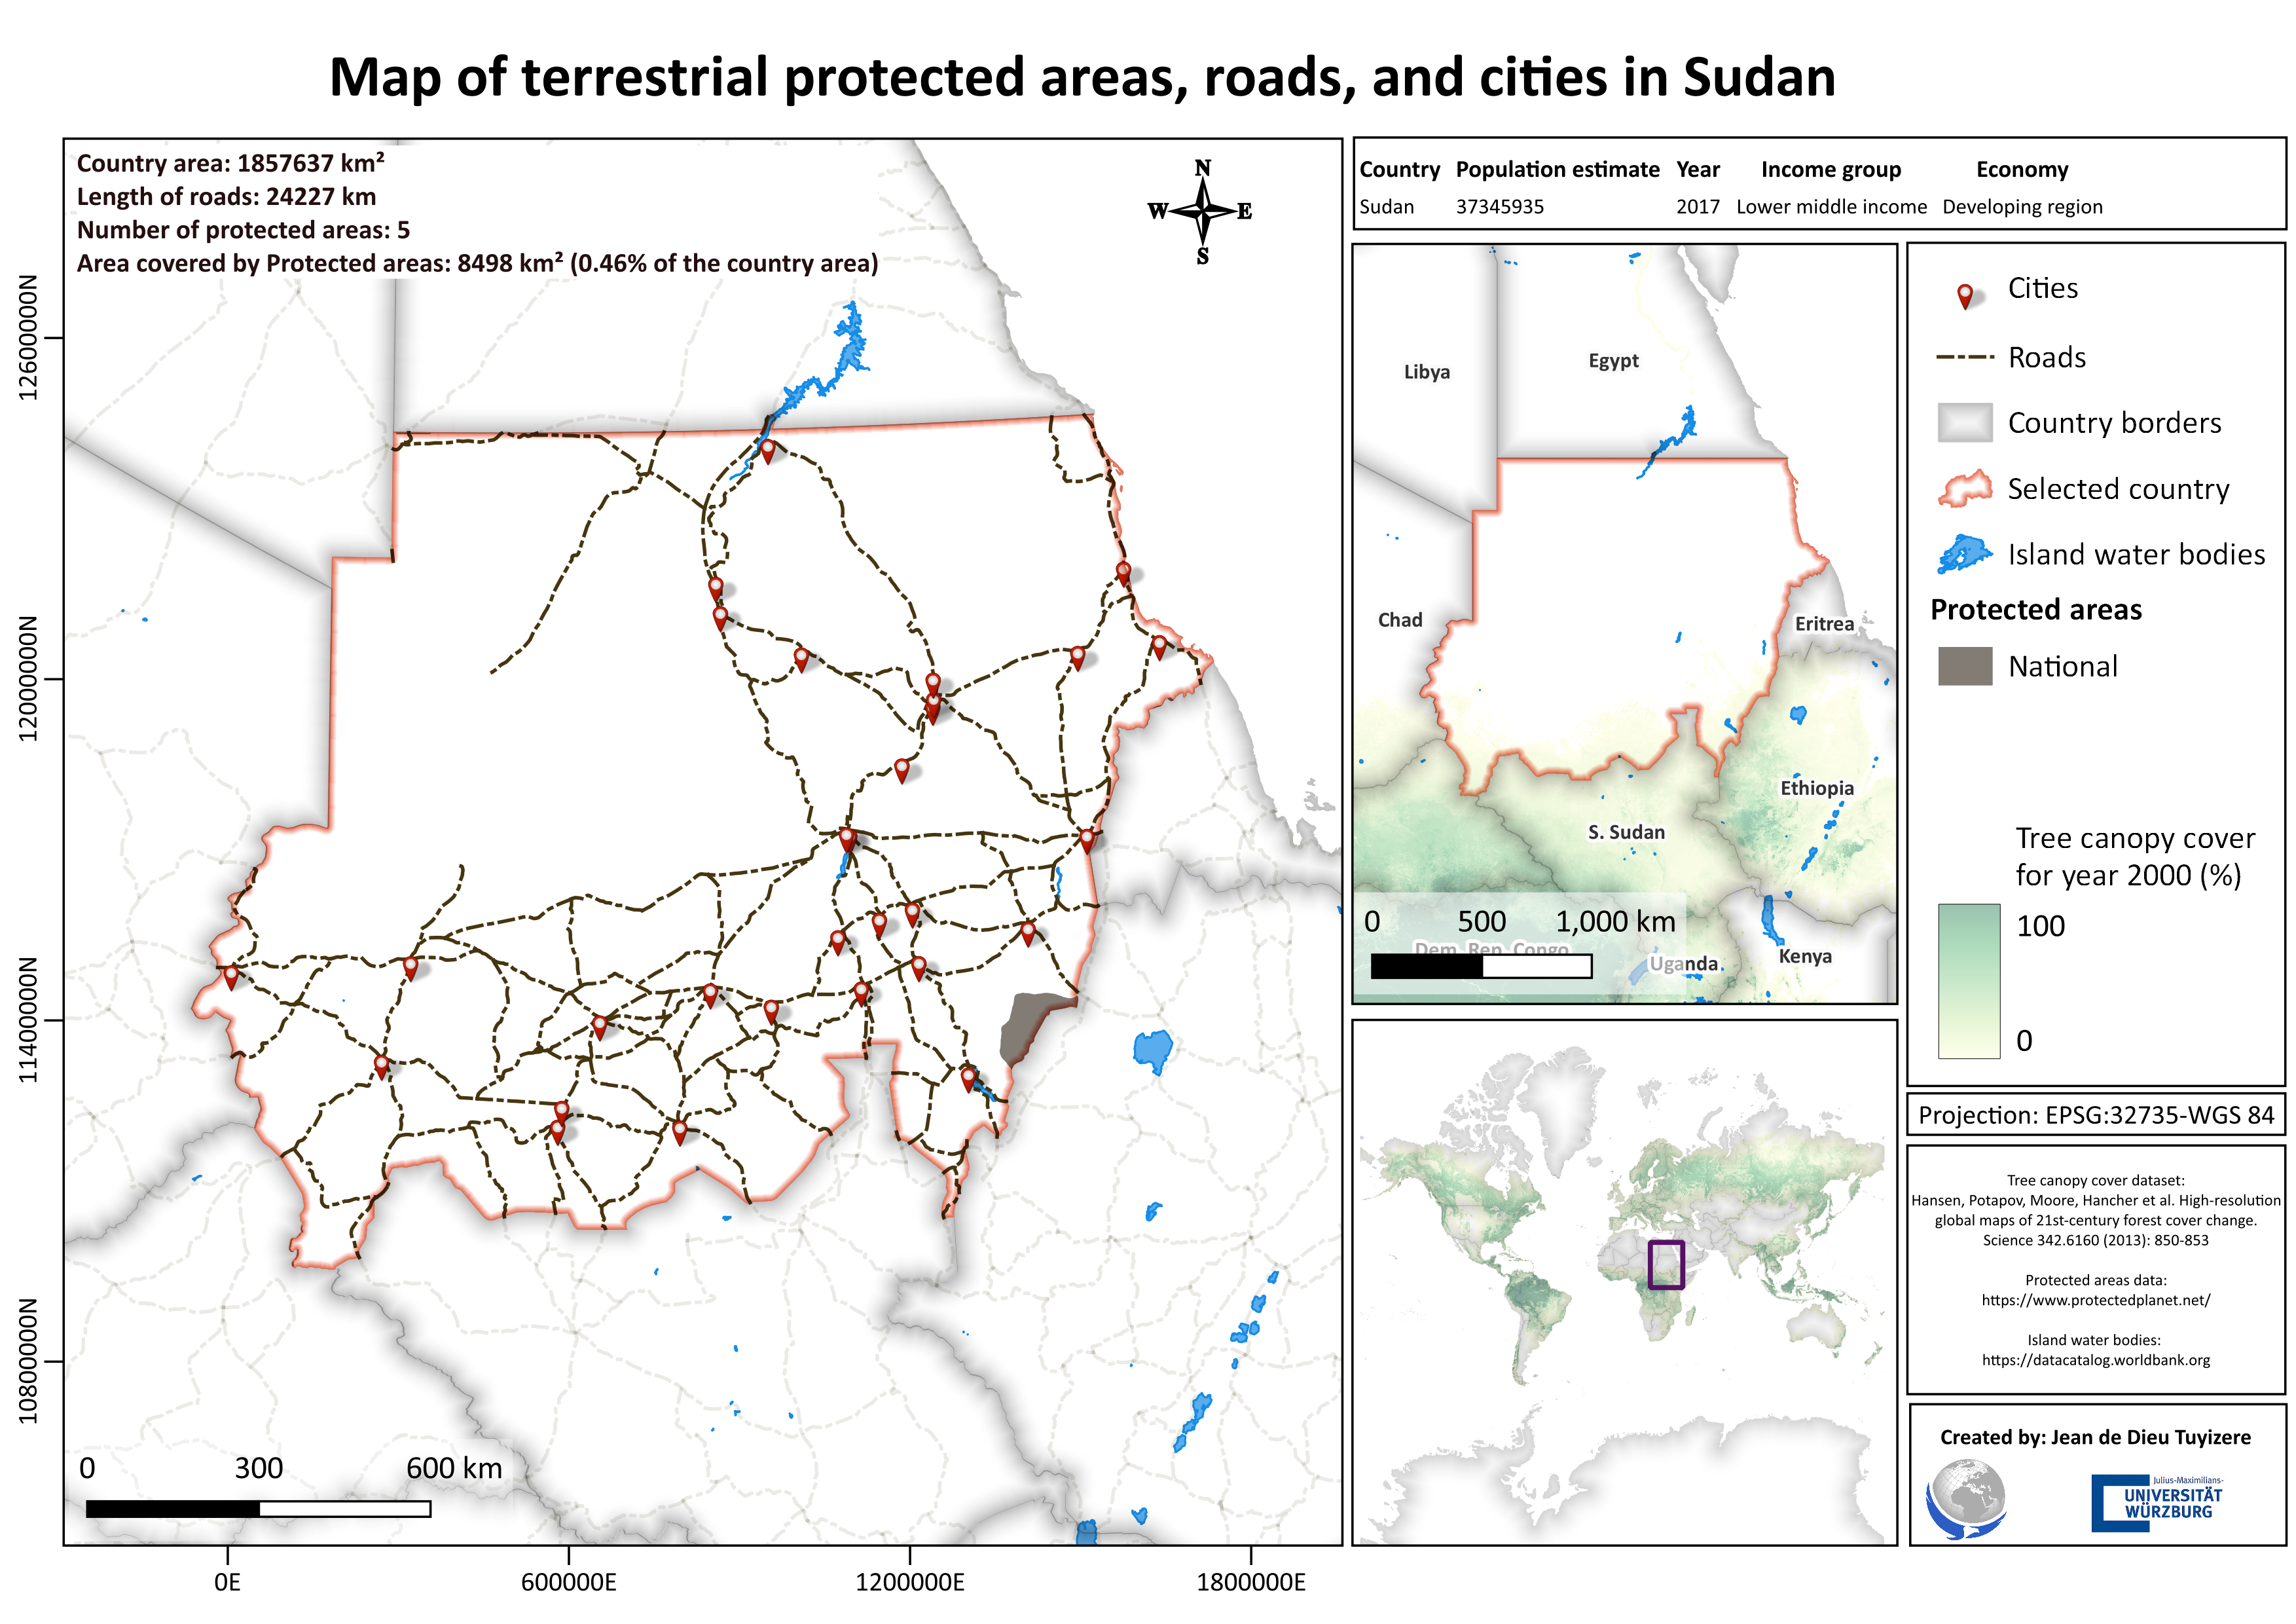 Map of terrestrial protected areas, roads, and cities in Sudan
Country area: 1857637 km²
Length of roads: 24227 km
Number of protected areas: 5
Area covered by Protected areas: 8498 km² (0.46% of the country area)
N
W E
S
12600000N
12000000N
11400000N
10800000N
0 300 600 km
0E 600000E 1200000E 1800000E
Country Population estimate Year Income group Economy
Sudan 37345935 2017 Lower middle income Developing region
Libya
Egypt
Chad
Eritrea
Ethiopia
S. Sudan
0 500 1,000 km
Dem. Rep. Congo
Uganda
Kenya
Cities
Roads
Country borders
Selected country
Island water bodies
Protected areas
National
Tree canopy cover
for year 2000 (%)
100
0
Projection: EPSG:32735-WGS 84
Tree canopy cover dataset:
Hansen, Potapov, Moore, Hancher et al. High-resolution
global maps of 21st-century forest cover change.
Science 342.6160 (2013): 850-853
Protected areas data:
https://www.protectedplanet.net/
Island water bodies:
https://datacatalog.worldbank.org
Created by: Jean de Dieu Tuyizere
Julius-Maximilians-
UNIVERSITÄT
WÜRZBURG